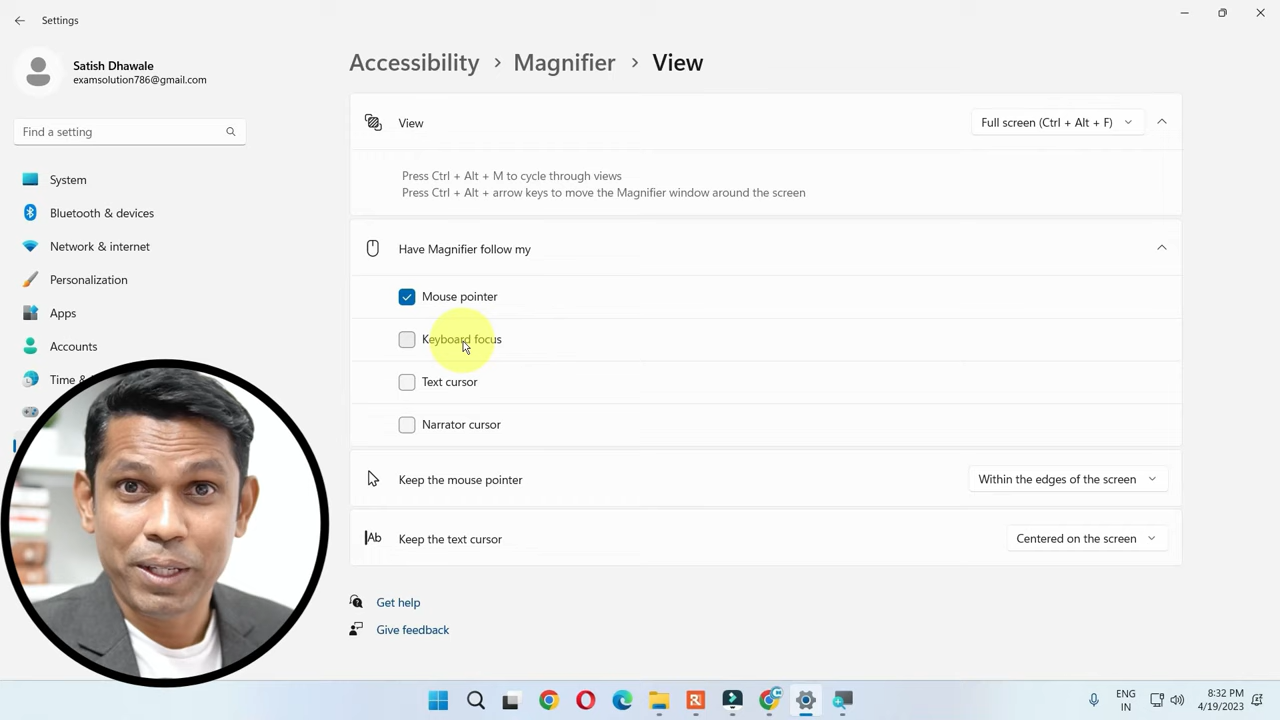 Settings
Satish Dhawale
examsolution786@gmail.com
Find a setting
System
Bluetooth & devices
Network & internet
Personalization
Apps
Accounts
Time &
Accessibility > Magnifier > View
View
Full screen (Ctrl + Alt + F)
Press Ctrl + Alt + M to cycle through views
Press Ctrl + Alt + arrow keys to move the Magnifier window around the screen
Have Magnifier follow my
Mouse pointer
Keyboard focus
Text cursor
Narrator cursor
Keep the mouse pointer
Within the edges of the screen
Ab
Keep the text cursor
Centered on the screen
Get help
Give feedback
ENG
IN
8:32 PM
4/19/2023